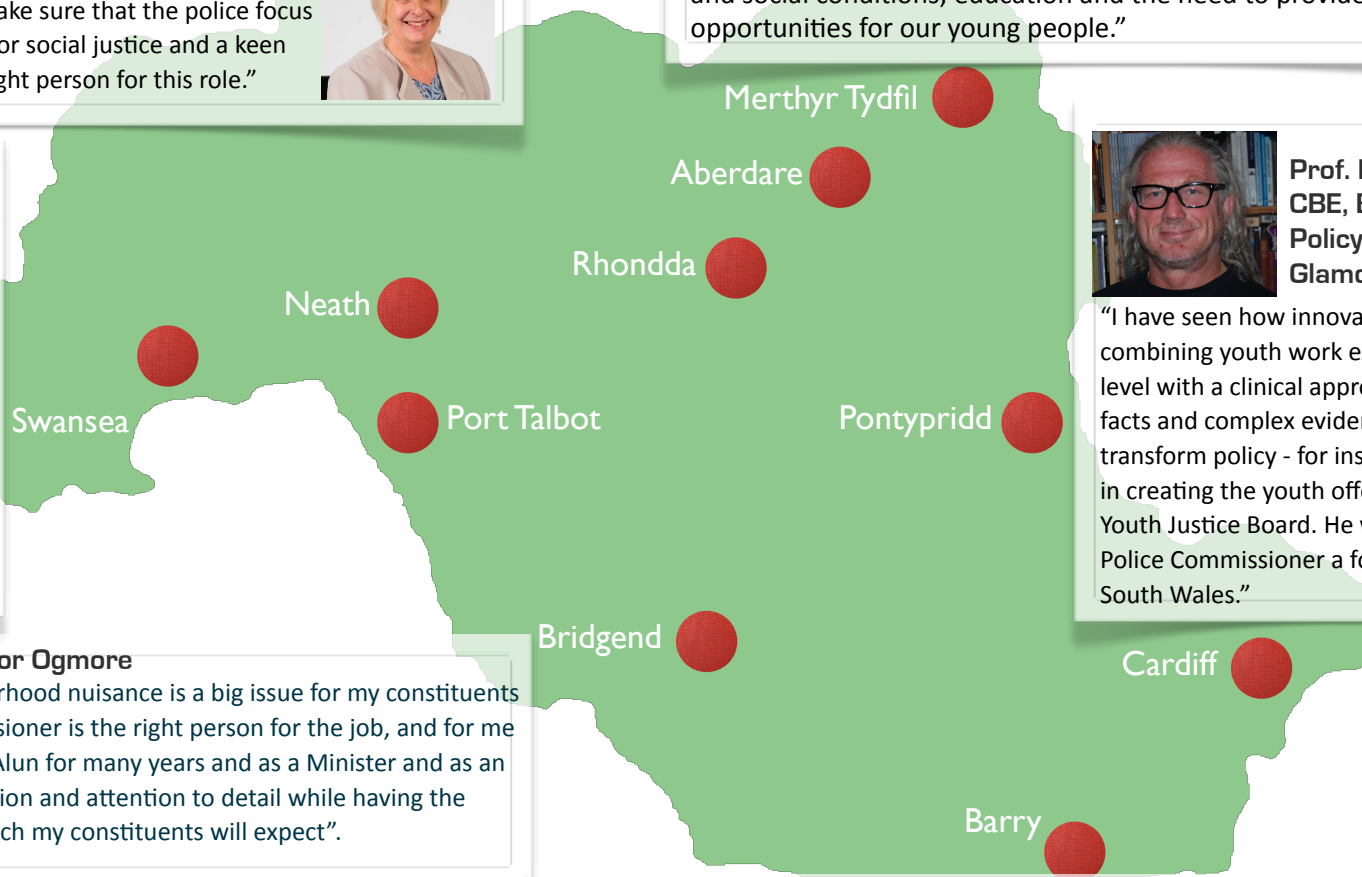 ake sure that the police focus
or social justice and a keen
ght person for this role.”
opportunities for our young people.”
Merthyr Tydfil
Aberdare
Rhondda
Neath
Swansea
Port Talbot
Pontypridd
Bridgend
Cardiff
Barry
Prof.
CBE,
Policy
Glamo
“I have seen how innova
combining youth work e
level with a clinical appre
facts and complex eviden
transform policy - for ins
in creating the youth offe
Youth Justice Board. He
Police Commissioner a fo
South Wales.”
or Ogmore
rhood nuisance is a big issue for my constituents
sioner is the right person for the job, and for me
Alun for many years and as a Minister and as an
ion and attention to detail while having the
ch my constituents will expect”.